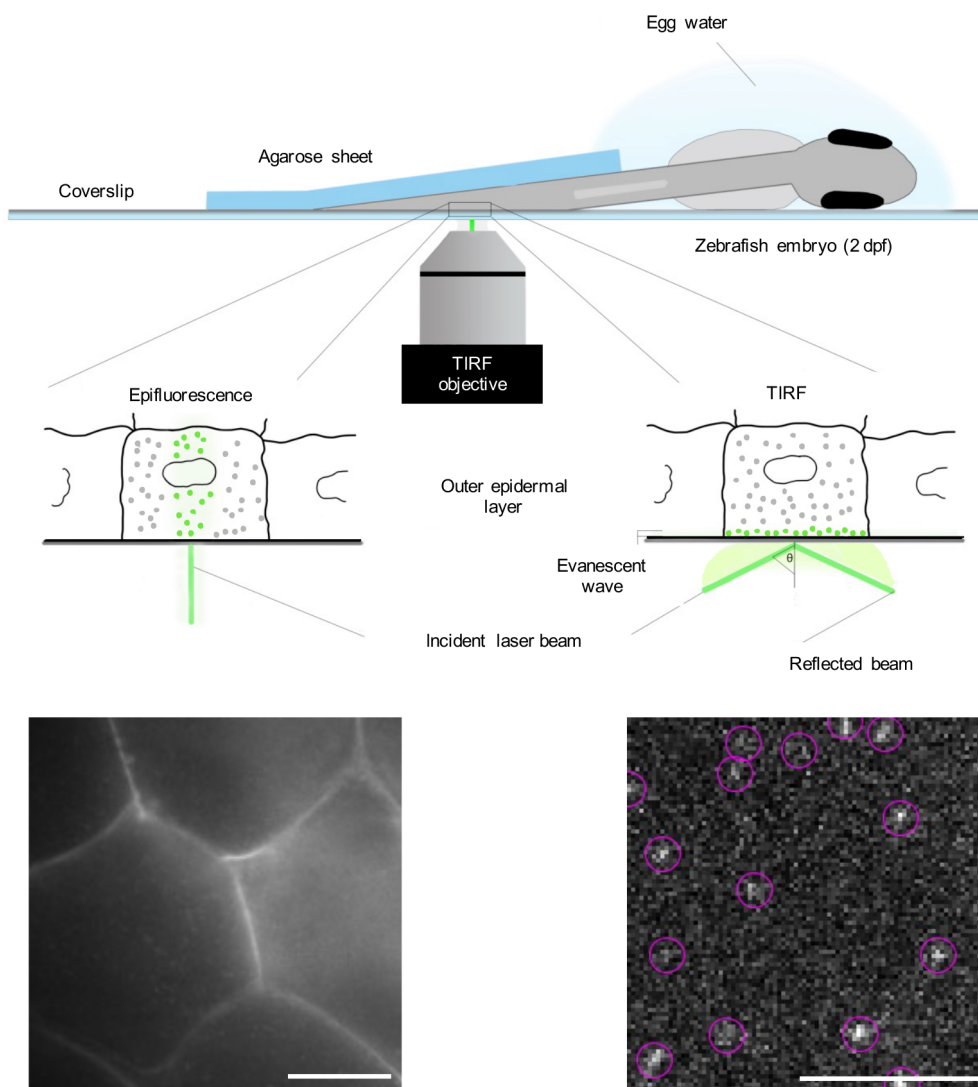 Egg water
Agarose sheet
Coverslip
Zebrafish embryo (2 dpf)
TIRF
objective
Epifluorescence
TIRF
Outer epidermal
layer
Evanescent
wave
θ
Incident laser beam
Reflected beam